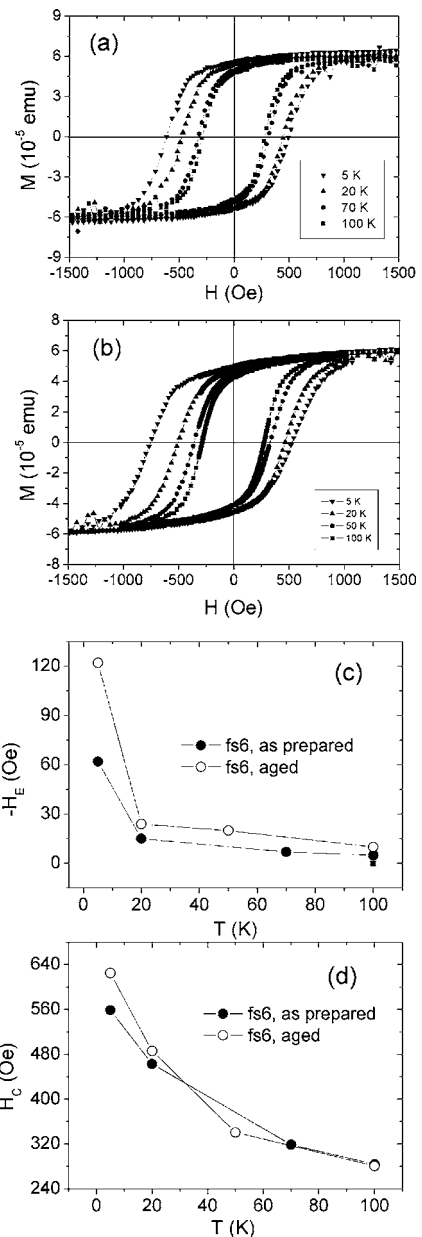 (a)
9
6
3
0
-3
-6
-9
M (10⁻⁵ emu)
5 K
20 K
70 K
100 K
-1500 -1000 -500 0 500 1000 1500
H (Oe)
(b)
8
4
0
-4
-8
M (10⁻⁵ emu)
5 K
20 K
50 K
100 K
-1500 -1000 -500 0 500 1000 1500
H (Oe)
(c)
120
90
60
30
0
-H_E (Oe)
fs6, as prepared
fs6, aged
0 20 40 60 80 100
T (K)
(d)
640
560
480
400
320
240
H_C (Oe)
fs6, as prepared
fs6, aged
0 20 40 60 80 100
T (K)